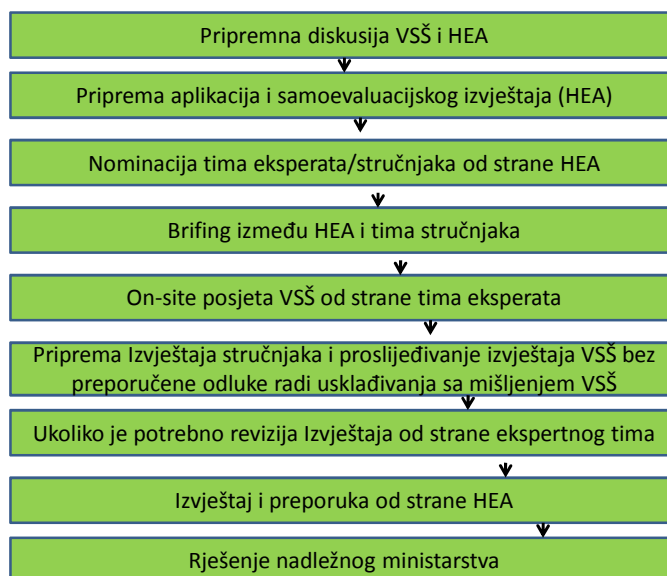 Pripremna diskusija VSŠ i HEA
Priprema aplikacija i samoevaluacijskog izvještaja (HEA)
Nominacija tima eksperata/stručnjaka od strane HEA
Brifing između HEA i tima stručnjaka
On-site posjeta VSŠ od strane tima eksperata
Priprema Izvještaja stručnjaka i proslijeđivanje izvještaja VSŠ bez
preporučene odluke radi usklađivanja sa mišljenjem VSŠ
Ukoliko je potrebno revizija Izvještaja od strane ekspertnog tima
Izvještaj i preporuka od strane HEA
Rješenje nadležnog ministarstva